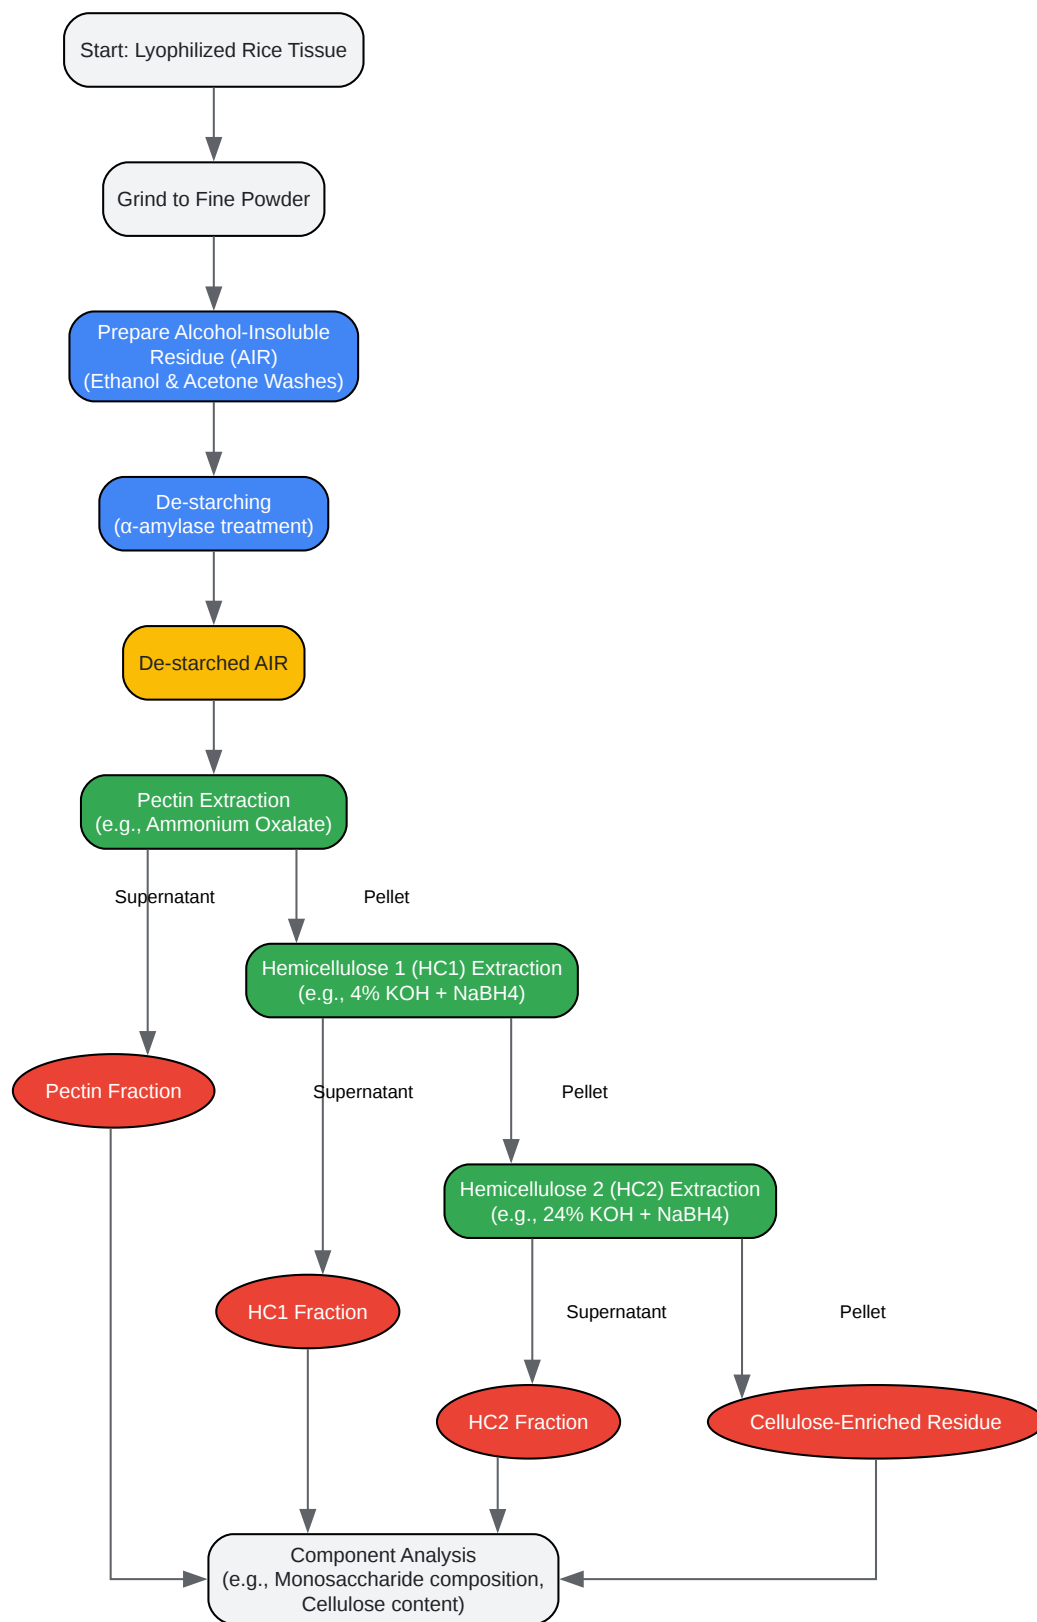 Start: Lyophilized Rice Tissue
Grind to Fine Powder
Prepare Alcohol-Insoluble
Residue (AIR)
(Ethanol & Acetone Washes)
De-starching
(α-amylase treatment)
De-starched AIR
Pectin Extraction
(e.g., Ammonium Oxalate)
Supernatant
Pellet
Hemicellulose 1 (HC1) Extraction
(e.g., 4% KOH + NaBH4)
Pectin Fraction
Supernatant
Pellet
Hemicellulose 2 (HC2) Extraction
(e.g., 24% KOH + NaBH4)
HC1 Fraction
Supernatant
Pellet
HC2 Fraction
Cellulose-Enriched Residue
Component Analysis
(e.g., Monosaccharide composition,
Cellulose content)